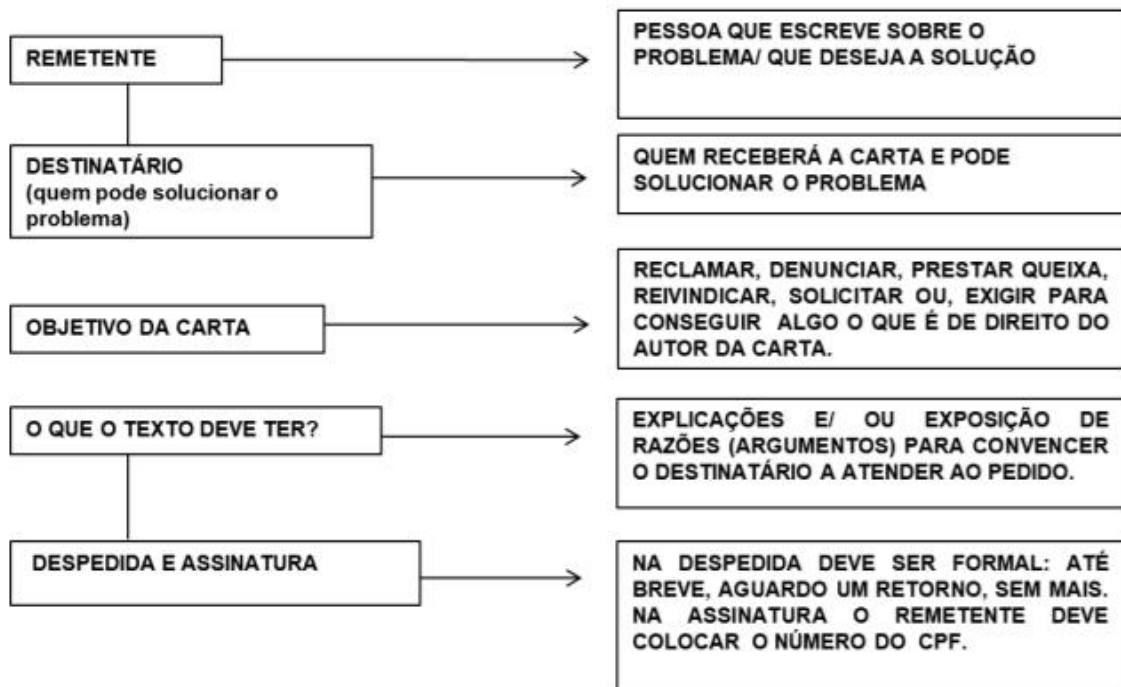 REMETENTE
PESSOA QUE ESCREVE SOBRE O
PROBLEMA/ QUE DESEJA A SOLUÇÃO
DESTINATÁRIO
(quem pode solucionar o
problema)
QUEM RECEBERÁ A CARTA E PODE
SOLUCIONAR O PROBLEMA
OBJETIVO DA CARTA
RECLAMAR, DENUNCIAR, PRESTAR QUEIXA,
REIVINDICAR, SOLICITAR OU, EXIGIR PARA
CONSEGUIR ALGO O QUE É DE DIREITO DO
AUTOR DA CARTA.
O QUE O TEXTO DEVE TER?
EXPLICAÇÕES E/ OU EXPOSIÇÃO DE
RAZÕES (ARGUMENTOS) PARA CONVENCER
O DESTINATÁRIO A ATENDER AO PEDIDO.
DESPEDIDA E ASSINATURA
NA DESPEDIDA DEVE SER FORMAL: ATÉ
BREVE, AGUARDO UM RETORNO, SEM MAIS.
NA ASSINATURA O REMETENTE DEVE
COLOCAR O NÚMERO DO CPF.